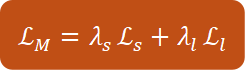 ℒ_M = λ_s ℒ_s + λ_l ℒ_l